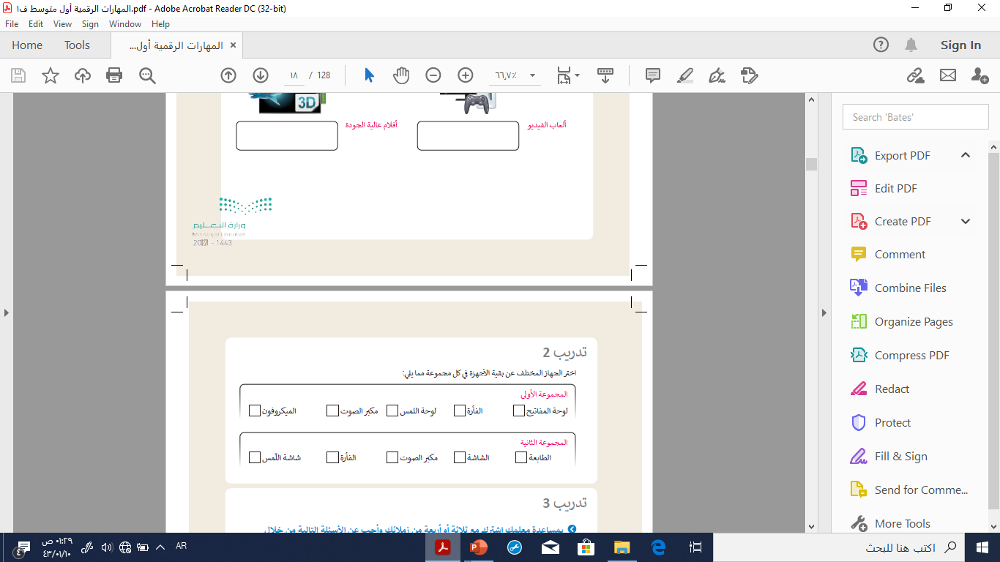 المهارات الرقمية أول متوسط ف١.pdf - Adobe Acrobat Reader DC (32-bit)
File Edit View Sign Window Help
Home Tools المهارات الرقمية أول... × Sign In
١٨ / 128 ٦٦,٧٪
3D
ألعاب الفيديو أفلام عالية الجودة
وزارة التعليم
Ministry of Education
- 1443
تدريب 2
اختر الجهاز المختلف عن بقية الأجهزة في كل مجموعة مما يلي:
المجموعة الأولى
لوحة المفاتيح الفأرة لوحة اللمس مكبر الصوت الميكروفون
المجموعة الثانية
الطابعة الشاشة مكبر الصوت الفأرة شاشة اللّمس
تدريب 3
بمساعدة معلمك اشترك مع ثلاثة أو أربعة من زملائك وأجب عن الأسئلة التالية من خلال
Search 'Bates'
Export PDF
Edit PDF
Create PDF
Comment
Combine Files
Organize Pages
Compress PDF
Redact
Protect
Fill & Sign
Send for Comme...
More Tools
اكتب هنا للبحث
AR
٠١:٢٩ ص
٤٣/٠١/١٠
٤